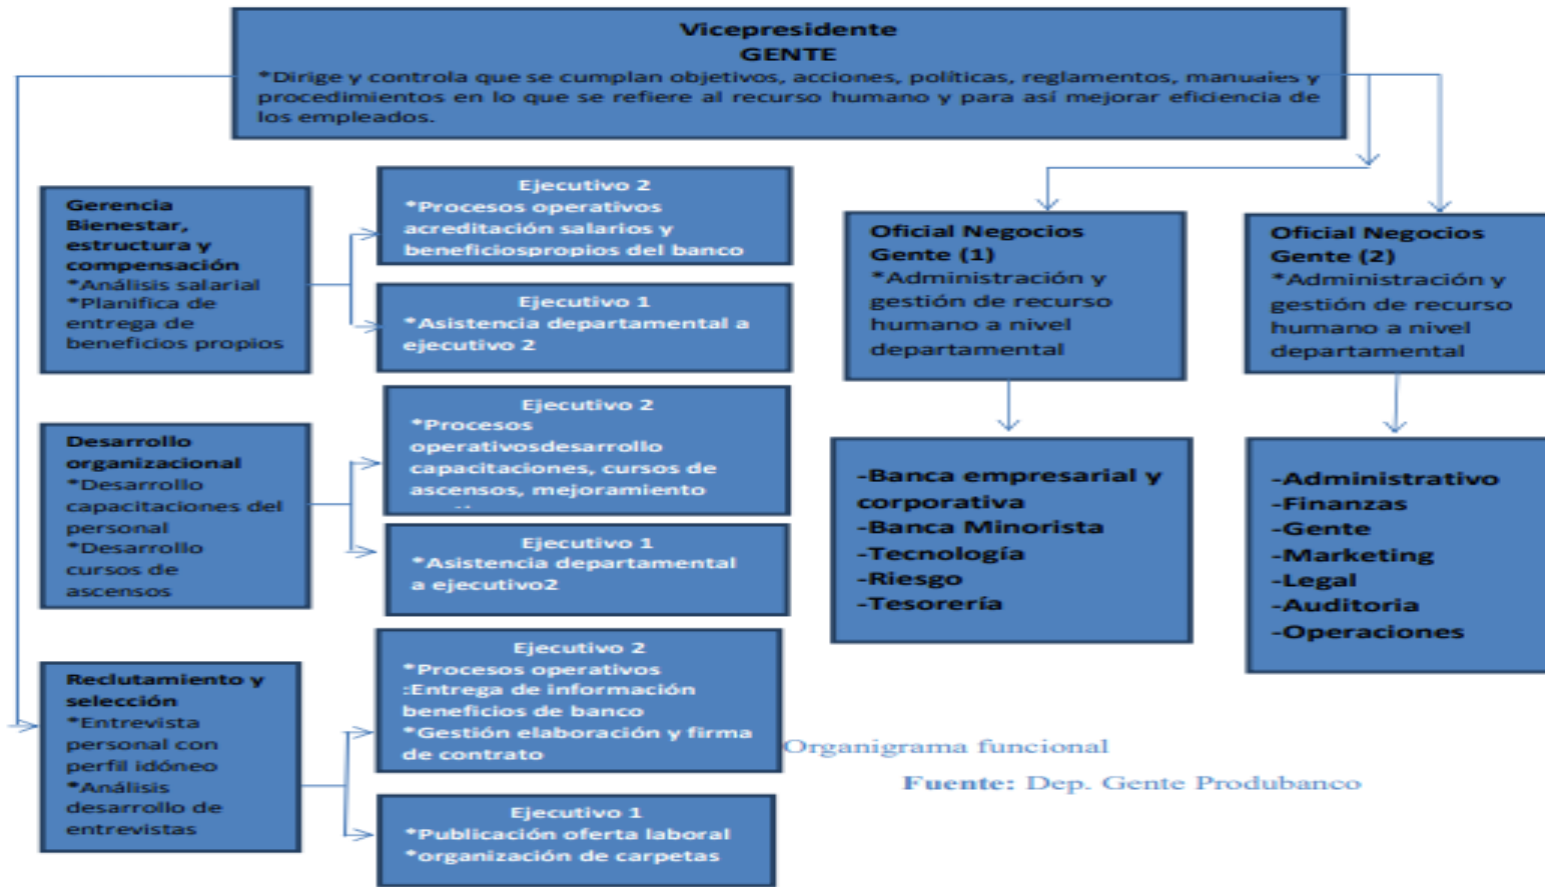 Vicepresidente
GENTE
*Dirige y controla que se cumplan objetivos, acciones, políticas, reglamentos, manuales y
procedimientos en lo que se refiere al recurso humano y para así mejorar eficiencia de
los empleados.
Gerencia
Bienestar,
estructura y
compensación
*Análisis salarial
*Planifica de
entrega de
beneficios propios
Ejecutivo 2
*Procesos operativos
acreditación salarios y
beneficiospropios del banco
Ejecutivo 1
*Asistencia departamental a
ejecutivo 2
Desarrollo
organizacional
*Desarrollo
capacitaciones del
personal
*Desarrollo
cursos de
ascensos
Ejecutivo 2
*Procesos
operativosdesarrollo
capacitaciones, cursos de
ascensos, mejoramiento
Ejecutivo 1
*Asistencia departamental
a ejecutivo2
Reclutamiento y
selección
*Entrevista
personal con
perfil idóneo
*Análisis
desarrollo de
entrevistas
Ejecutivo 2
*Procesos operativos
:Entrega de información
beneficios de banco
*Gestión elaboración y firma
de contrato
Ejecutivo 1
*Publicación oferta laboral
*organización de carpetas
Oficial Negocios
Gente (1)
*Administración y
gestión de recurso
humano a nivel
departamental
-Banca empresarial y
corporativa
-Banca Minorista
-Tecnología
-Riesgo
-Tesorería
Oficial Negocios
Gente (2)
*Administración y
gestión de recurso
humano a nivel
departamental
-Administrativo
-Finanzas
-Gente
-Marketing
-Legal
-Auditoria
-Operaciones
Organigrama funcional
Fuente: Dep. Gente Produbanco